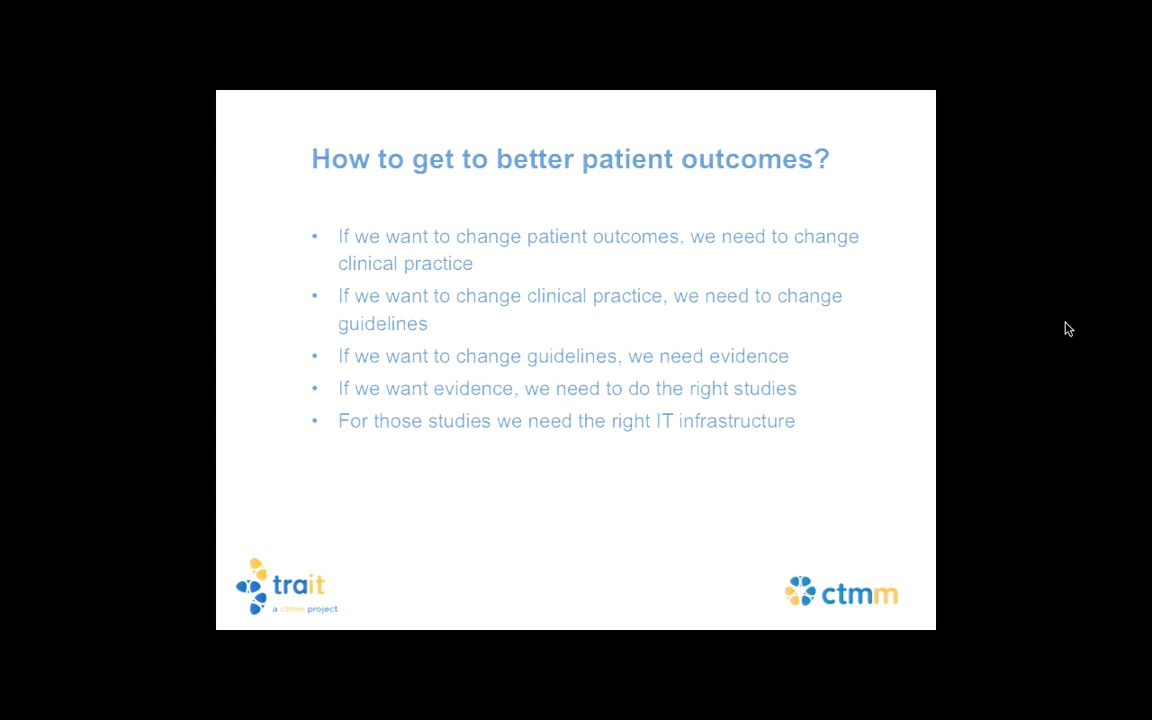 How to get to better patient outcomes?
• If we want to change patient outcomes, we need to change
clinical practice
• If we want to change clinical practice, we need to change
guidelines
• If we want to change guidelines, we need evidence
• If we want evidence, we need to do the right studies
• For those studies we need the right IT infrastructure
trait
a ctmm project
ctmm